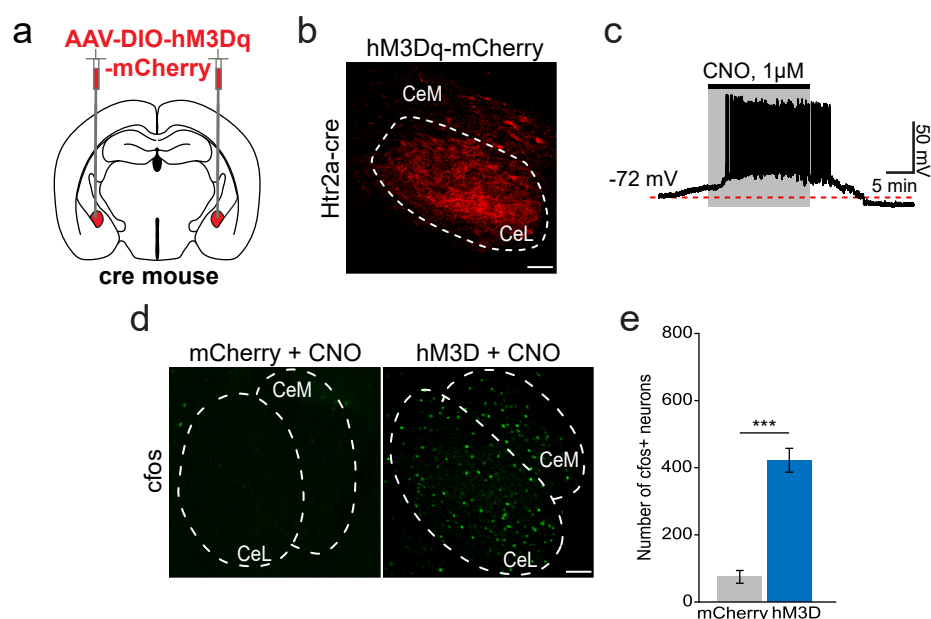 a
AAV-DIO-hM3Dq
-mCherry
cre mouse
b
hM3Dq-mCherry
Htr2a-cre
CeM
CeL
c
CNO, 1µM
-72 mV
50 mV
5 min
d
mCherry + CNO
hM3D + CNO
cfos
CeM
CeL
CeM
CeL
e
Number of cfos+ neurons
800
600
400
200
0
***
mCherry hM3D